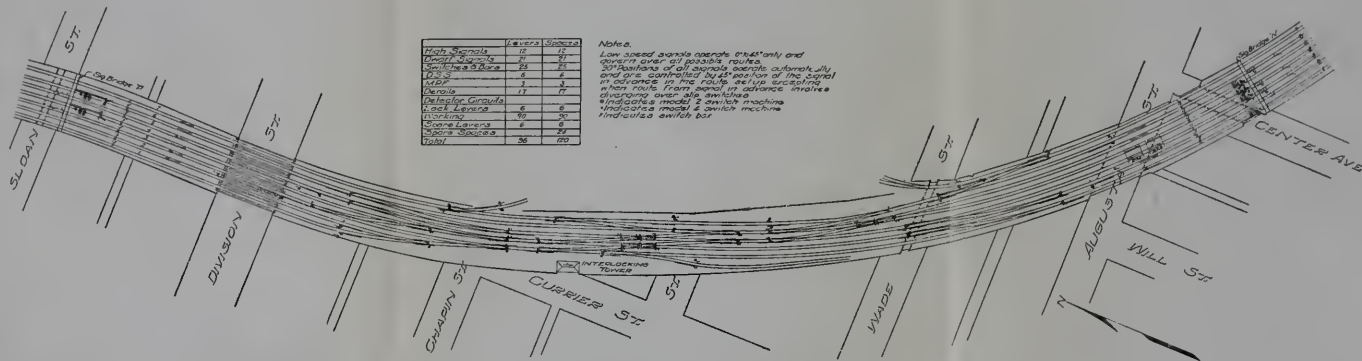 Levers Spaces
High Signals 12 12
Dwarf Signals 21 21
Switches & Bars 25 25
D.S.S. 6 6
M.P.F. 3 3
Derails 17 17
Detector Circuits
Lock Levers 6 6
Working 90 90
Spare Levers 6 6
Spare Spaces 24
Total 96 120
Notes.
Low speed signals operate 0° to 45° only and
govern over all possible routes.
90° Positions of all signals operate automatically
and are controlled by 45° position of the signal
in advance in the route set up excepting
when route from signal in advance involves
diverging over slip switches
Indicates model 2 switch machine
Indicates model 4 switch machine
Indicates switch box
SLOAN ST.
Sig Bridge
DIVISION ST.
CHAPIN ST.
INTERLOCKING
TOWER
CURRIER ST.
ST.
WADE ST.
AUGUSTA
WILL ST.
Sig Bridge
CENTER AVE
N